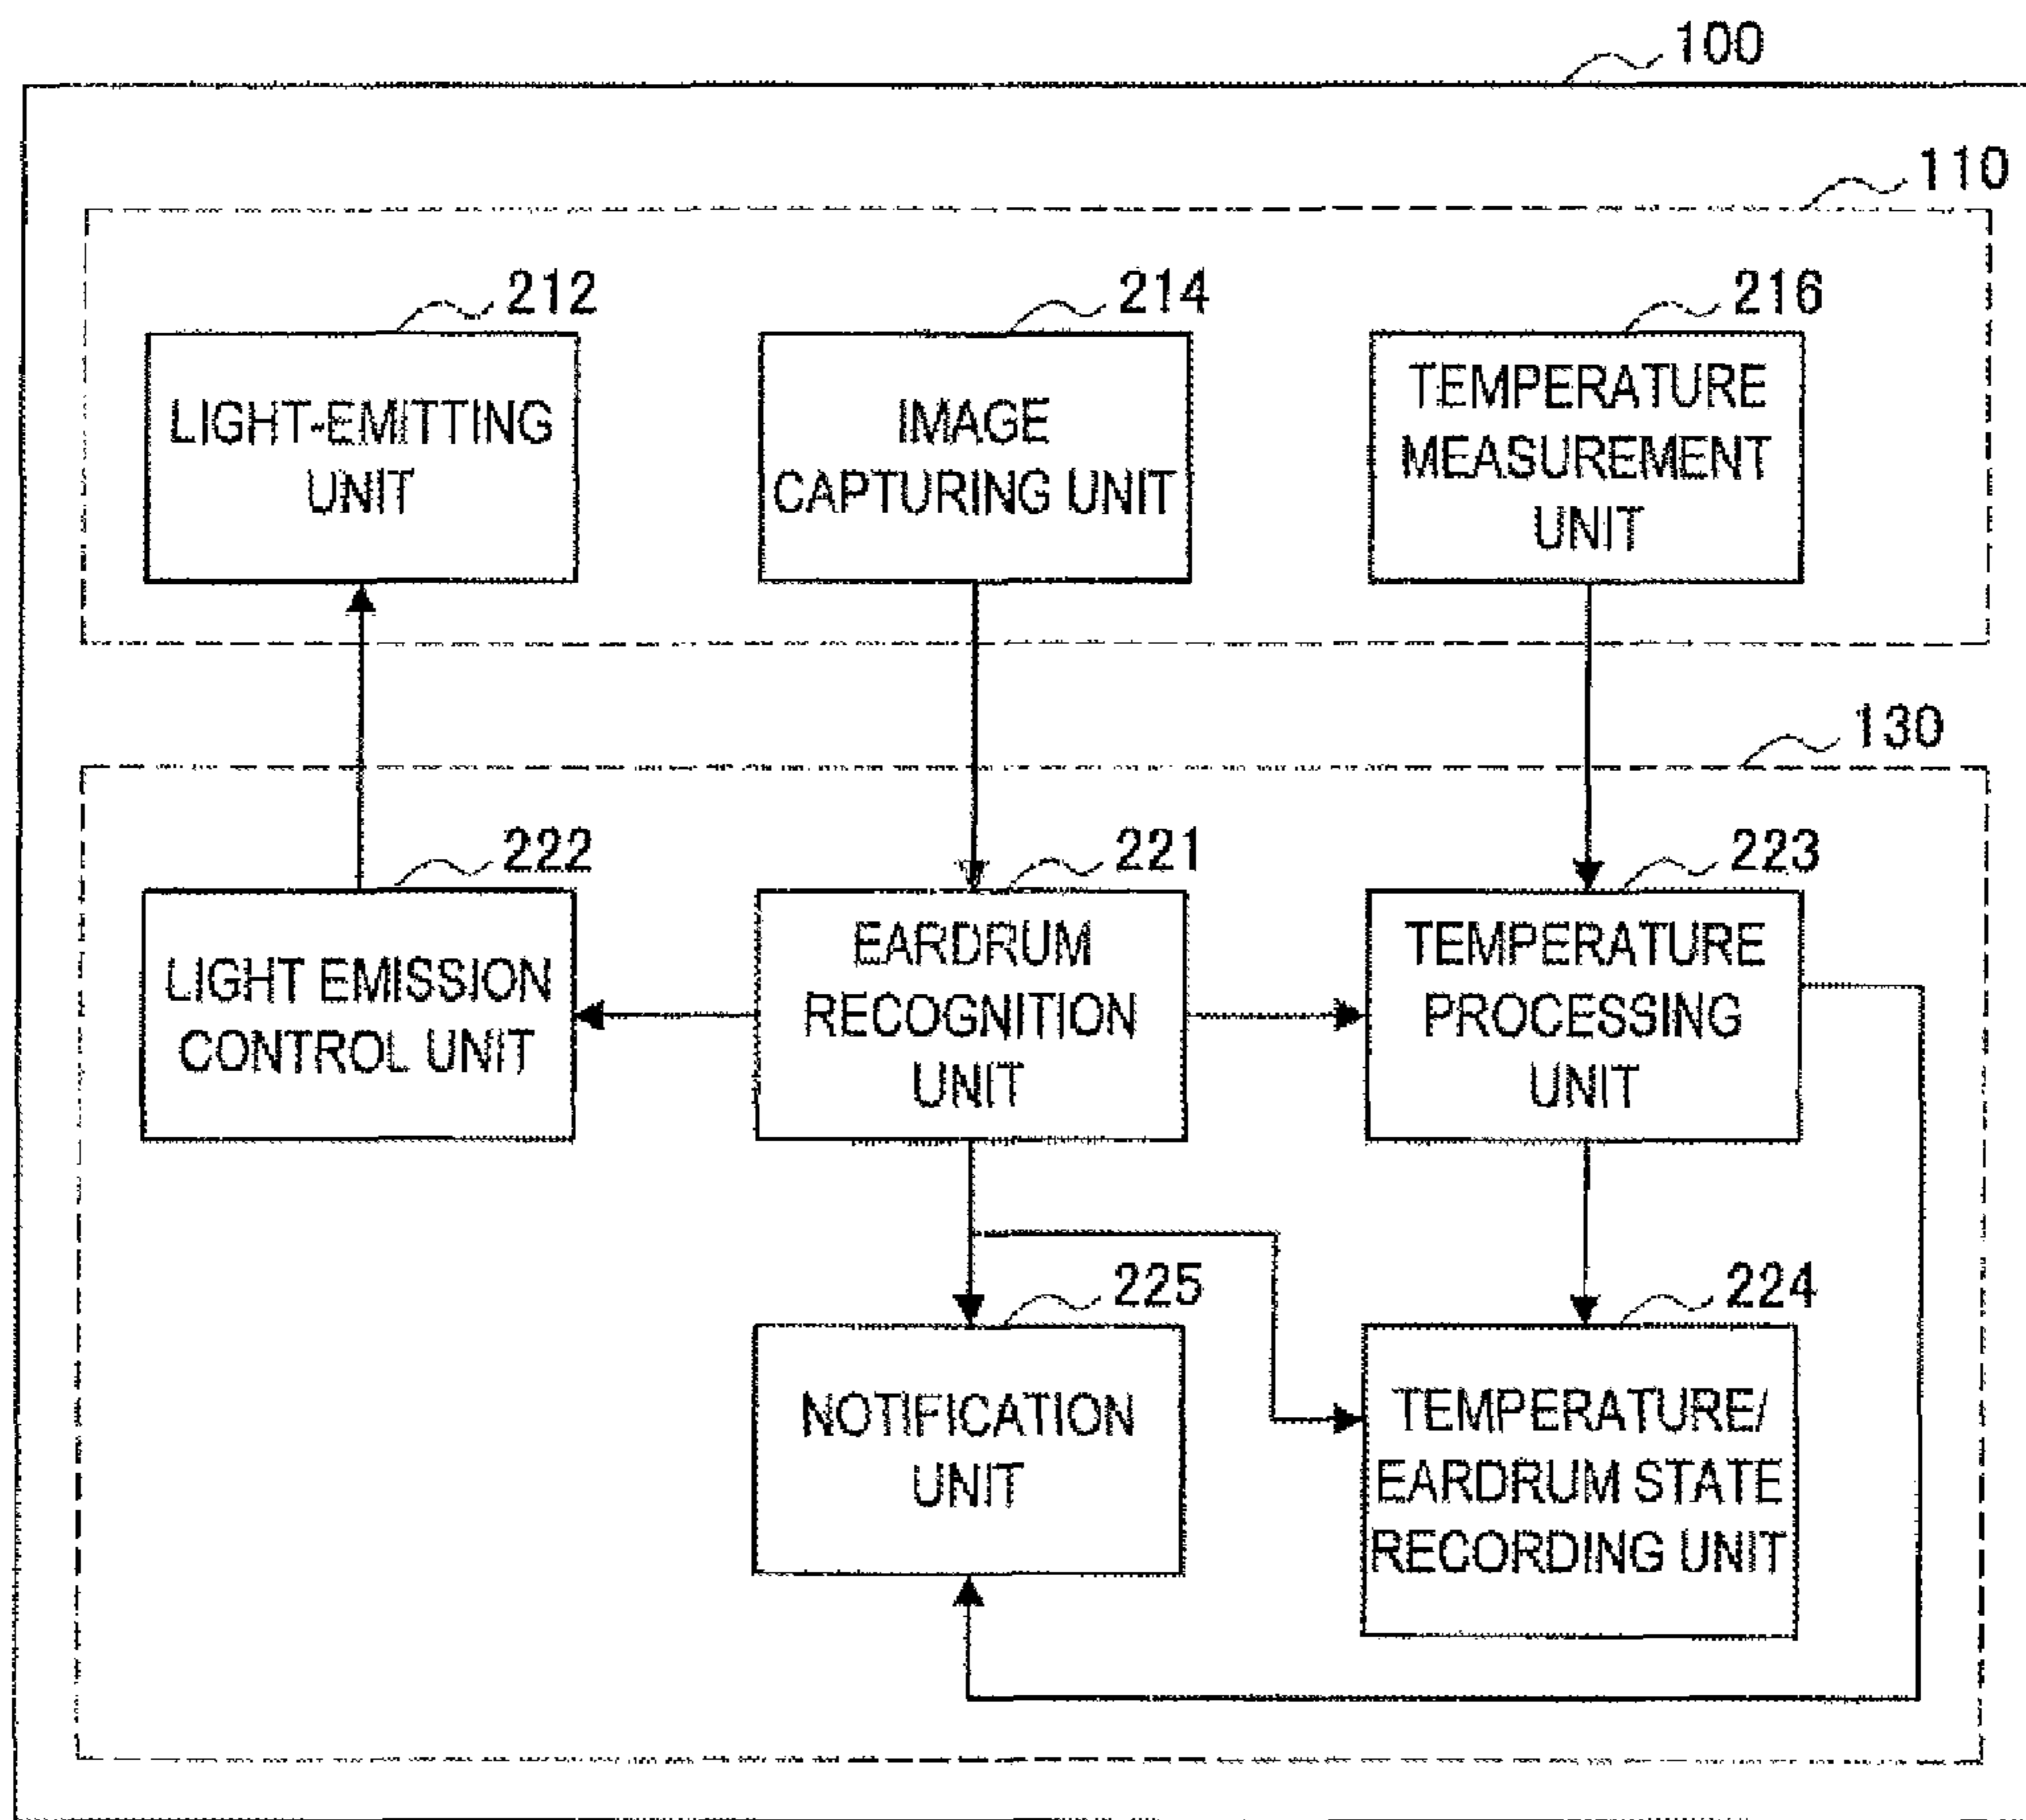 100
110
212
LIGHT-EMITTING
UNIT
214
IMAGE
CAPTURING UNIT
216
TEMPERATURE
MEASUREMENT
UNIT
130
222
LIGHT EMISSION
CONTROL UNIT
221
EARDRUM
RECOGNITION
UNIT
223
TEMPERATURE
PROCESSING
UNIT
225
NOTIFICATION
UNIT
224
TEMPERATURE/
EARDRUM STATE
RECORDING UNIT